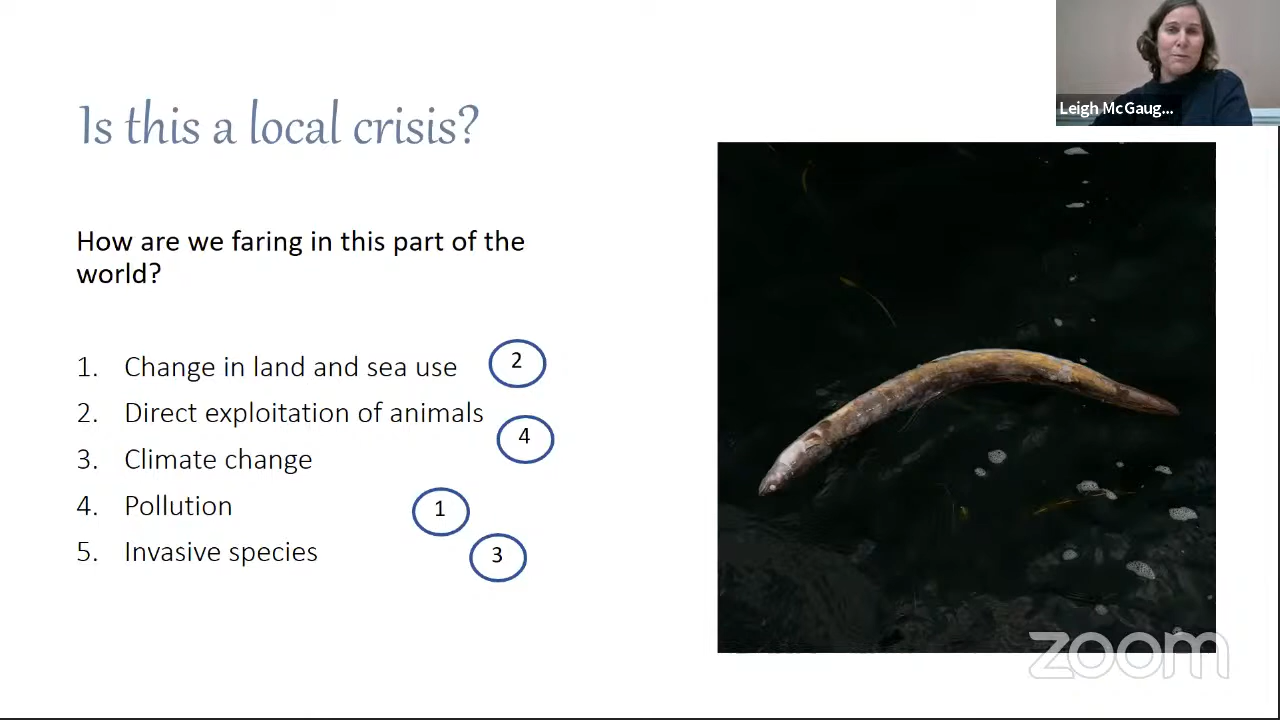 Leigh McGaug...
Is this a local crisis?
How are we faring in this part of the
world?
1. Change in land and sea use
2
2. Direct exploitation of animals
4
3. Climate change
4. Pollution
1
5. Invasive species
3
zoom